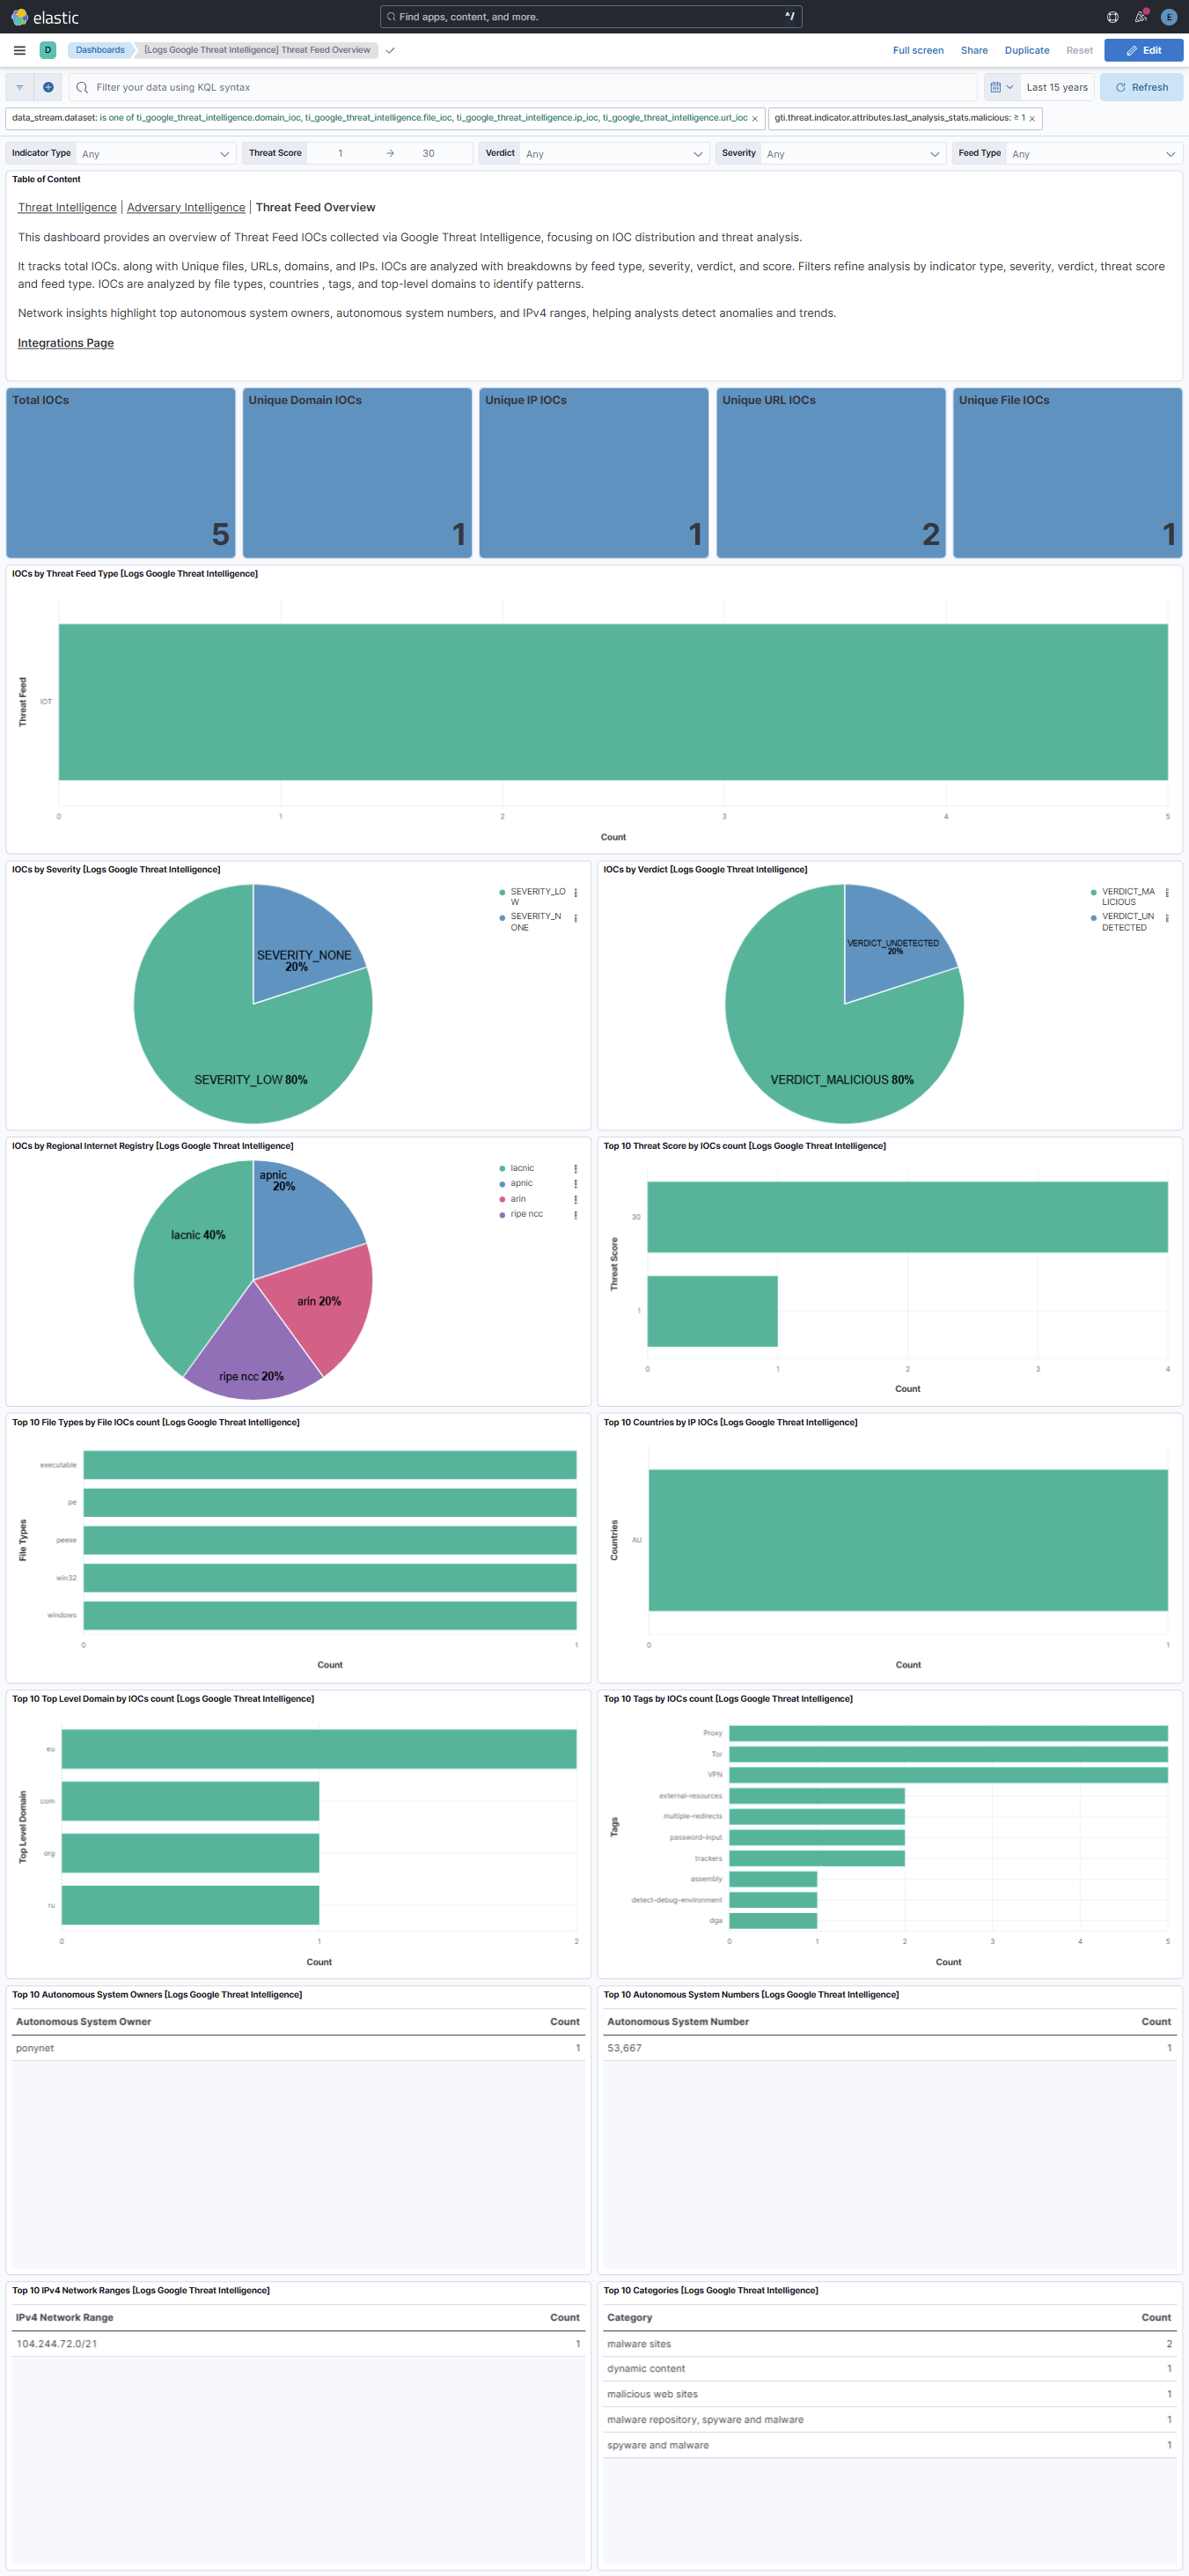 elastic
Find apps, content, and more.
^/
E
D
Dashboards
[Logs Google Threat Intelligence] Threat Feed Overview
Full screen
Share
Duplicate
Reset
Edit
Filter your data using KQL syntax
Last 15 years
Refresh
data_stream.dataset: is one of ti_google_threat_intelligence.domain_ioc, ti_google_threat_intelligence.file_ioc, ti_google_threat_intelligence.ip_ioc, ti_google_threat_intelligence.url_ioc ×
gti.threat.indicator.attributes.last_analysis_stats.malicious: ≥ 1 ×
Indicator Type Any
Threat Score 1 → 30
Verdict Any
Severity Any
Feed Type Any
Table of Content
Threat Intelligence | Adversary Intelligence | Threat Feed Overview
This dashboard provides an overview of Threat Feed IOCs collected via Google Threat Intelligence, focusing on IOC distribution and threat analysis.
It tracks total IOCs. along with Unique files, URLs, domains, and IPs. IOCs are analyzed with breakdowns by feed type, severity, verdict, and score. Filters refine analysis by indicator type, severity, verdict, threat score
and feed type. IOCs are analyzed by file types, countries , tags, and top-level domains to identify patterns.
Network insights highlight top autonomous system owners, autonomous system numbers, and IPv4 ranges, helping analysts detect anomalies and trends.
Integrations Page
Total IOCs
5
Unique Domain IOCs
1
Unique IP IOCs
1
Unique URL IOCs
2
Unique File IOCs
1
IOCs by Threat Feed Type [Logs Google Threat Intelligence]
Threat Feed
IOT
0 1 2 3 4 5
Count
IOCs by Severity [Logs Google Threat Intelligence]
SEVERITY_NONE
20%
SEVERITY_LOW 80%
SEVERITY_LO
W
SEVERITY_N
ONE
IOCs by Verdict [Logs Google Threat Intelligence]
VERDICT_UNDETECTED
20%
VERDICT_MALICIOUS 80%
VERDICT_MA
LICIOUS
VERDICT_UN
DETECTED
IOCs by Regional Internet Registry [Logs Google Threat Intelligence]
apnic
20%
lacnic 40%
arin 20%
ripe ncc 20%
lacnic
apnic
arin
ripe ncc
Top 10 Threat Score by IOCs count [Logs Google Threat Intelligence]
Threat Score
30
1
0 1 2 3 4
Count
Top 10 File Types by File IOCs count [Logs Google Threat Intelligence]
File Types
executable
pe
peexe
win32
windows
0 1
Count
Top 10 Countries by IP IOCs [Logs Google Threat Intelligence]
Countries
AU
0 1
Count
Top 10 Top Level Domain by IOCs count [Logs Google Threat Intelligence]
Top Level Domain
eu
com
org
ru
0 1 2
Count
Top 10 Tags by IOCs count [Logs Google Threat Intelligence]
Tags
Proxy
Tor
VPN
external-resources
multiple-redirects
password-input
trackers
assembly
detect-debug-environment
dga
0 1 2 3 4 5
Count
Top 10 Autonomous System Owners [Logs Google Threat Intelligence]
Autonomous System Owner Count
ponynet 1
Top 10 Autonomous System Numbers [Logs Google Threat Intelligence]
Autonomous System Number Count
53,667 1
Top 10 IPv4 Network Ranges [Logs Google Threat Intelligence]
IPv4 Network Range Count
104.244.72.0/21 1
Top 10 Categories [Logs Google Threat Intelligence]
Category Count
malware sites 2
dynamic content 1
malicious web sites 1
malware repository, spyware and malware 1
spyware and malware 1